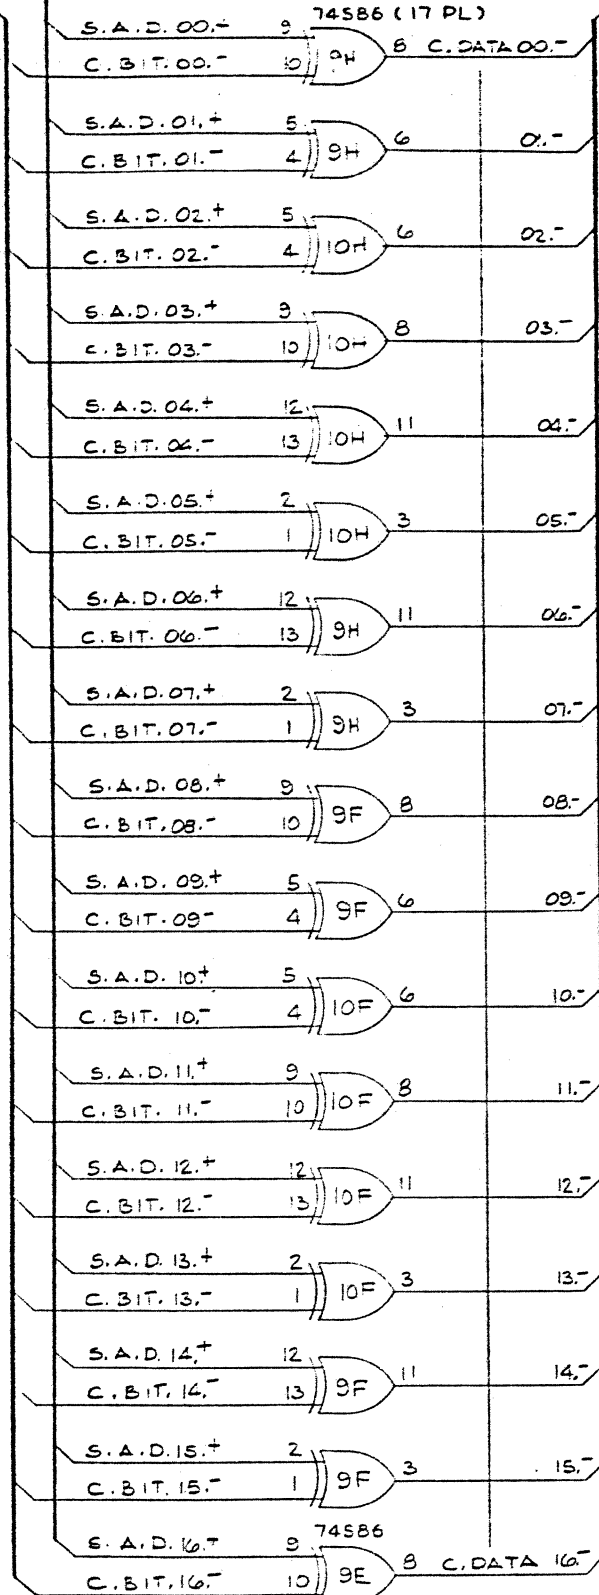 74S86 (17 PL)
S.A.D. 00.+ 9 9H 8 C.DATA 00.-
C.BIT. 00.- 10
S.A.D. 01.+ 5 9H 6 01.-
C.BIT. 01.- 4
S.A.D. 02.+ 5 10H 6 02.-
C.BIT. 02.- 4
S.A.D. 03.+ 9 10H 8 03.-
C.BIT. 03.- 10
S.A.D. 04.+ 12 10H 11 04.-
C.BIT. 04.- 13
S.A.D. 05.+ 2 10H 3 05.-
C.BIT. 05.- 1
S.A.D. 06.+ 12 9H 11 06.-
C.BIT. 06.- 13
S.A.D. 07.+ 2 9H 3 07.-
C.BIT. 07.- 1
S.A.D. 08.+ 9 9F 8 08.-
C.BIT. 08.- 10
S.A.D. 09.+ 5 9F 6 09.-
C.BIT. 09- 4
S.A.D. 10.+ 5 10F 6 10.-
C.BIT. 10.- 4
S.A.D. 11.+ 9 10F 8 11.-
C.BIT. 11.- 10
S.A.D. 12.+ 12 10F 11 12.-
C.BIT. 12.- 13
S.A.D. 13.+ 2 10F 3 13.-
C.BIT. 13.- 1
S.A.D. 14.+ 12 9F 11 14.-
C.BIT. 14.- 13
S.A.D. 15.+ 2 9F 3 15.-
C.BIT. 15.- 1
74S86
S.A.D. 16.+ 9 9E 8 C.DATA 16.-
C.BIT. 16.- 10